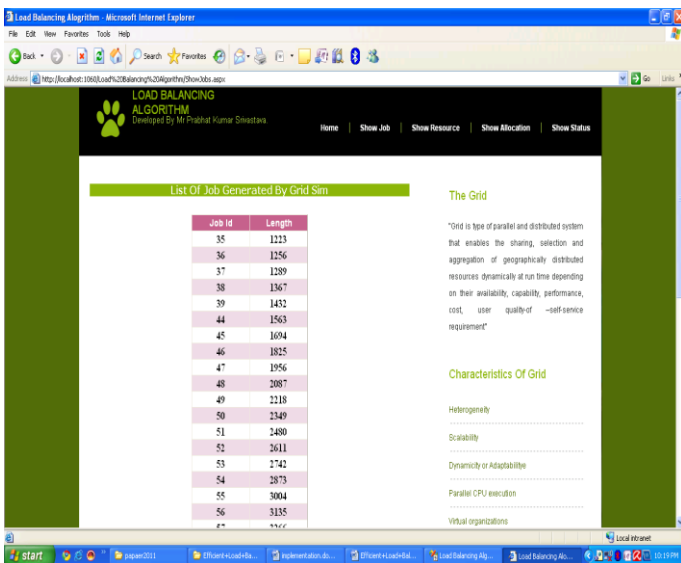 Load Balancing Alogrithm - Microsoft Internet Explorer
File Edit View Favorites Tools Help
Back Search Favorites
Address http://localhost:1060/Load%20Balancing%20Algorithm/ShowJobs.aspx Go Links
LOAD BALANCING
ALGORITHM
Developed By Mr Prabhat Kumar Srivastava.
Home | Show Job | Show Resource | Show Allocation | Show Status
List Of Job Generated By Grid Sim
Job Id Length
35 1223
36 1256
37 1289
38 1367
39 1432
44 1563
45 1694
46 1825
47 1956
48 2087
49 2218
50 2349
51 2480
52 2611
53 2742
54 2873
55 3004
56 3135
The Grid
"Grid is type of parallel and distributed system
that enables the sharing, selection and
aggregation of geographically distributed
resources dynamically at run time depending
on their availability, capability, performance,
cost, user quality-of –self-service
requirement"
Characteristics Of Grid
Heterogeneity
Scalability
Dynamicity or Adaptabilitye
Parallel CPU execution
Virtual organizations
Local intranet
start papaer2011 Efficient+Load+Ba... inplementation.do... Efficent+Load+Bal... Load Balancing Alg... Load Balancing Alo... 10:19 PM